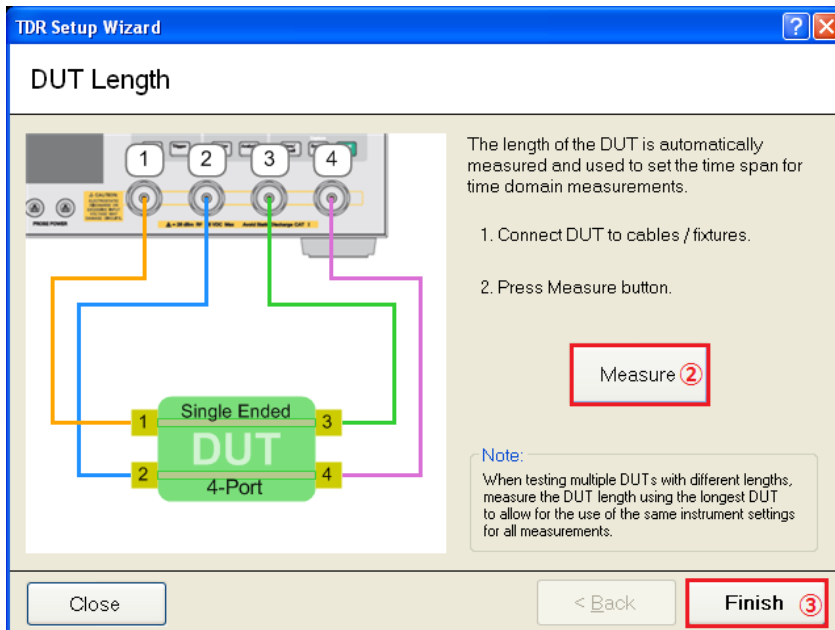 TDR Setup Wizard
DUT Length
1
2
3
4
PROBE POWER
The length of the DUT is automatically
measured and used to set the time span for
time domain measurements.
1. Connect DUT to cables / fixtures.
2. Press Measure button.
Measure ②
1
Single Ended
3
DUT
2
4
4-Port
Note:
When testing multiple DUTs with different lengths,
measure the DUT length using the longest DUT
to allow for the use of the same instrument settings
for all measurements.
Close
< Back
Finish ③